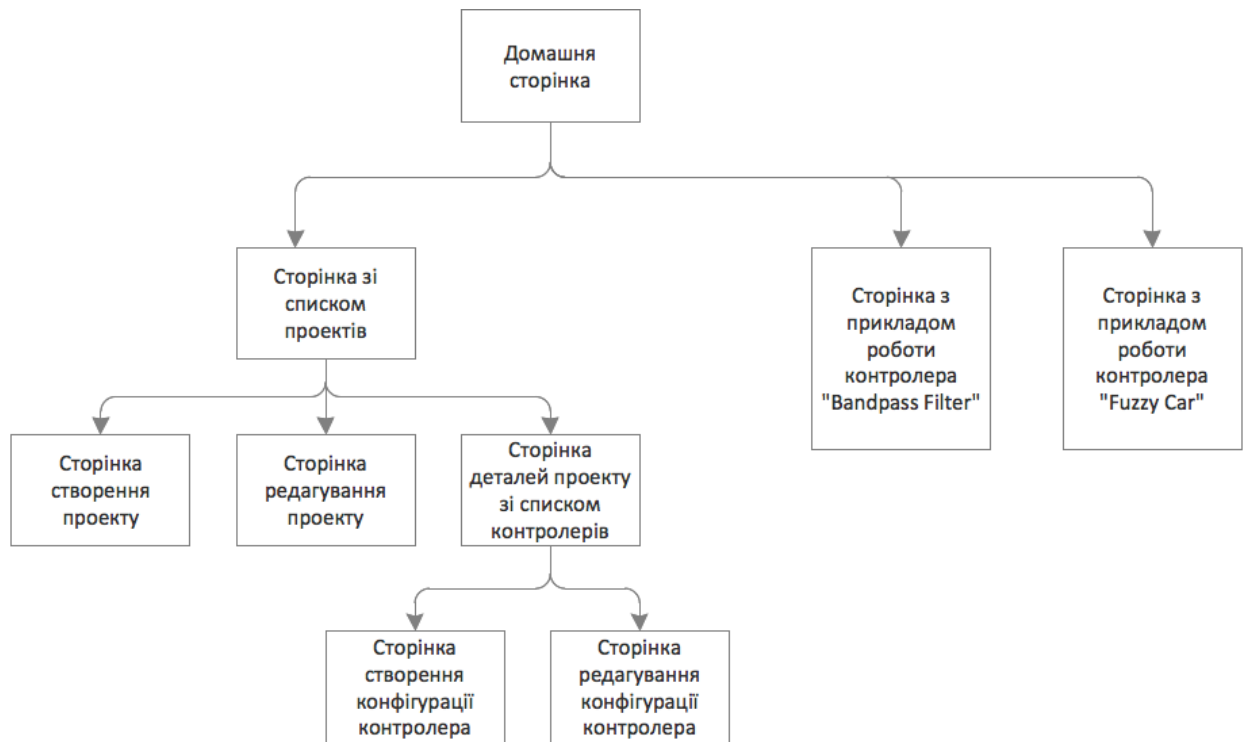 Домашня
сторінка
Сторінка зі
списком
проектів
Сторінка з
прикладом
роботи
контролера
"Bandpass Filter"
Сторінка з
прикладом
роботи
контролера
"Fuzzy Car"
Сторінка
створення
проекту
Сторінка
редагування
проекту
Сторінка
деталей проекту
зі списком
контролерів
Сторінка
створення
конфігурації
контролера
Сторінка
редагування
конфігурації
контролера